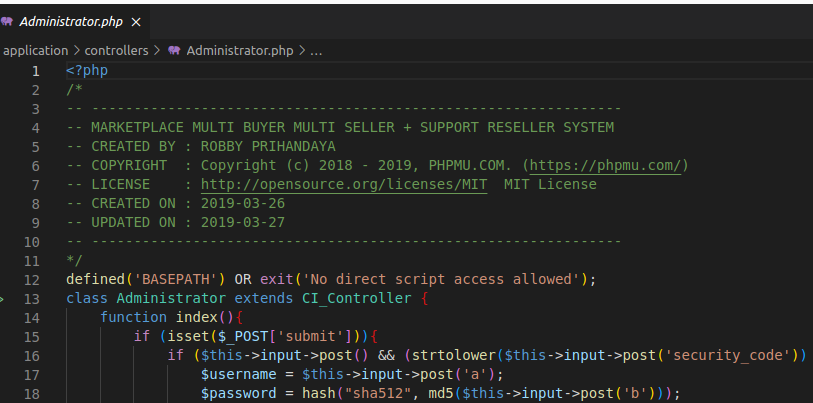 Administrator.php ×
application > controllers > Administrator.php > ...
1 <?php
2 /*
3 -- ---------------------------------------------------------------
4 -- MARKETPLACE MULTI BUYER MULTI SELLER + SUPPORT RESELLER SYSTEM
5 -- CREATED BY : ROBBY PRIHANDAYA
6 -- COPYRIGHT  : Copyright (c) 2018 - 2019, PHPMU.COM. (https://phpmu.com/)
7 -- LICENSE    : http://opensource.org/licenses/MIT  MIT License
8 -- CREATED ON : 2019-03-26
9 -- UPDATED ON : 2019-03-27
10 -- ---------------------------------------------------------------
11 */
12 defined('BASEPATH') OR exit('No direct script access allowed');
13 class Administrator extends CI_Controller {
14     function index(){
15         if (isset($_POST['submit'])){
16             if ($this->input->post() && (strtolower($this->input->post('security_code'))
17                 $username = $this->input->post('a');
18                 $password = hash("sha512", md5($this->input->post('b')));